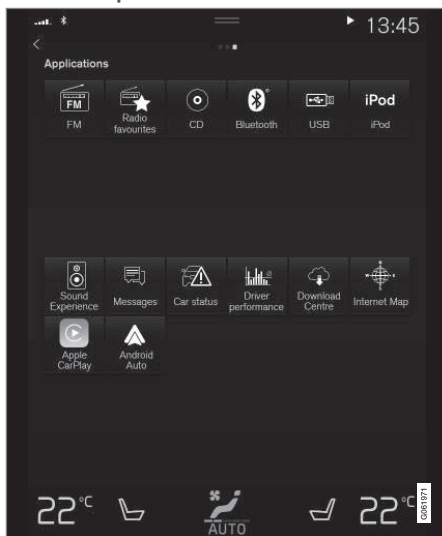 13:45
Applications
FM
FM
Radio
favourites
CD
Bluetooth
USB
iPod
iPod
Sound
Experience
Messages
Car status
Driver
performance
Download
Centre
Internet Map
Apple
CarPlay
Android
Auto
22°C
AUTO
22°C
G061971